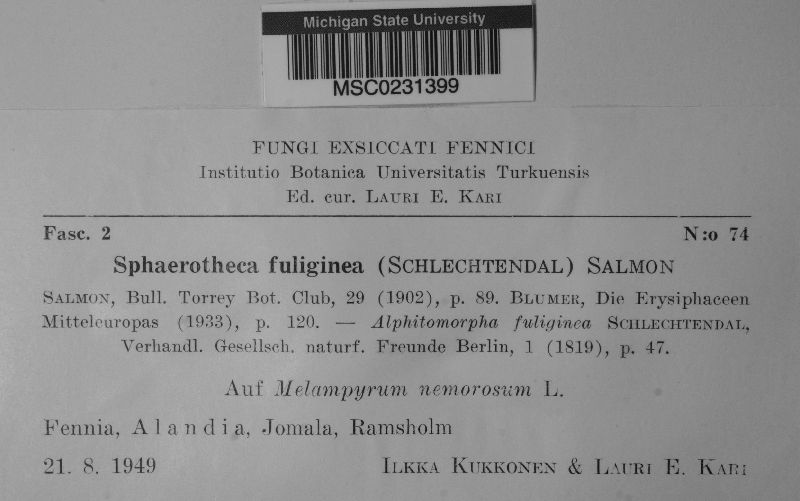 Michigan State University
MSC0231399
FUNGI EXSICCATI FENNICI
Institutio Botanica Universitatis Turkuensis
Ed. cur. LAURI E. KARI
Fasc. 2 N:o 74
Sphaerotheca fuliginea (SCHLECHTENDAL) SALMON
SALMON, Bull. Torrey Bot. Club, 29 (1902), p. 89. BLUMER, Die Erysiphaceen
Mitteleuropas (1933), p. 120. — Alphitomorpha fuliginea SCHLECHTENDAL,
Verhandl. Gesellsch. naturf. Freunde Berlin, 1 (1819), p. 47.
Auf Melampyrum nemorosum L.
Fennia, Alandia, Jomala, Ramsholm
21. 8. 1949 ILKKA KUKKONEN & LAURI E. KARI